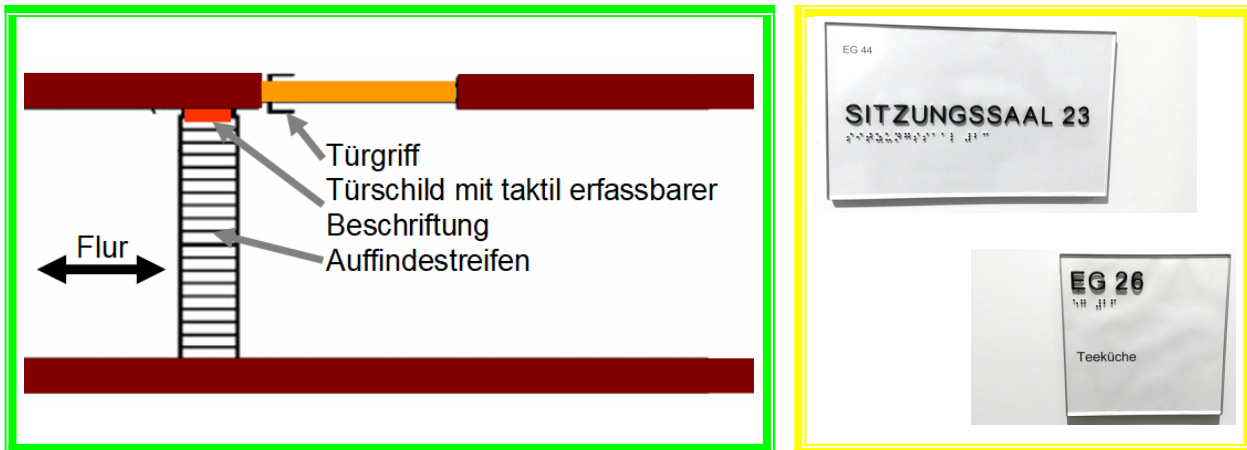 Türgriff
Türschild mit taktil erfassbarer
Beschriftung
Auffindestreifen
Flur
EG 44
SITZUNGSSAAL 23
EG 26
Teeküche